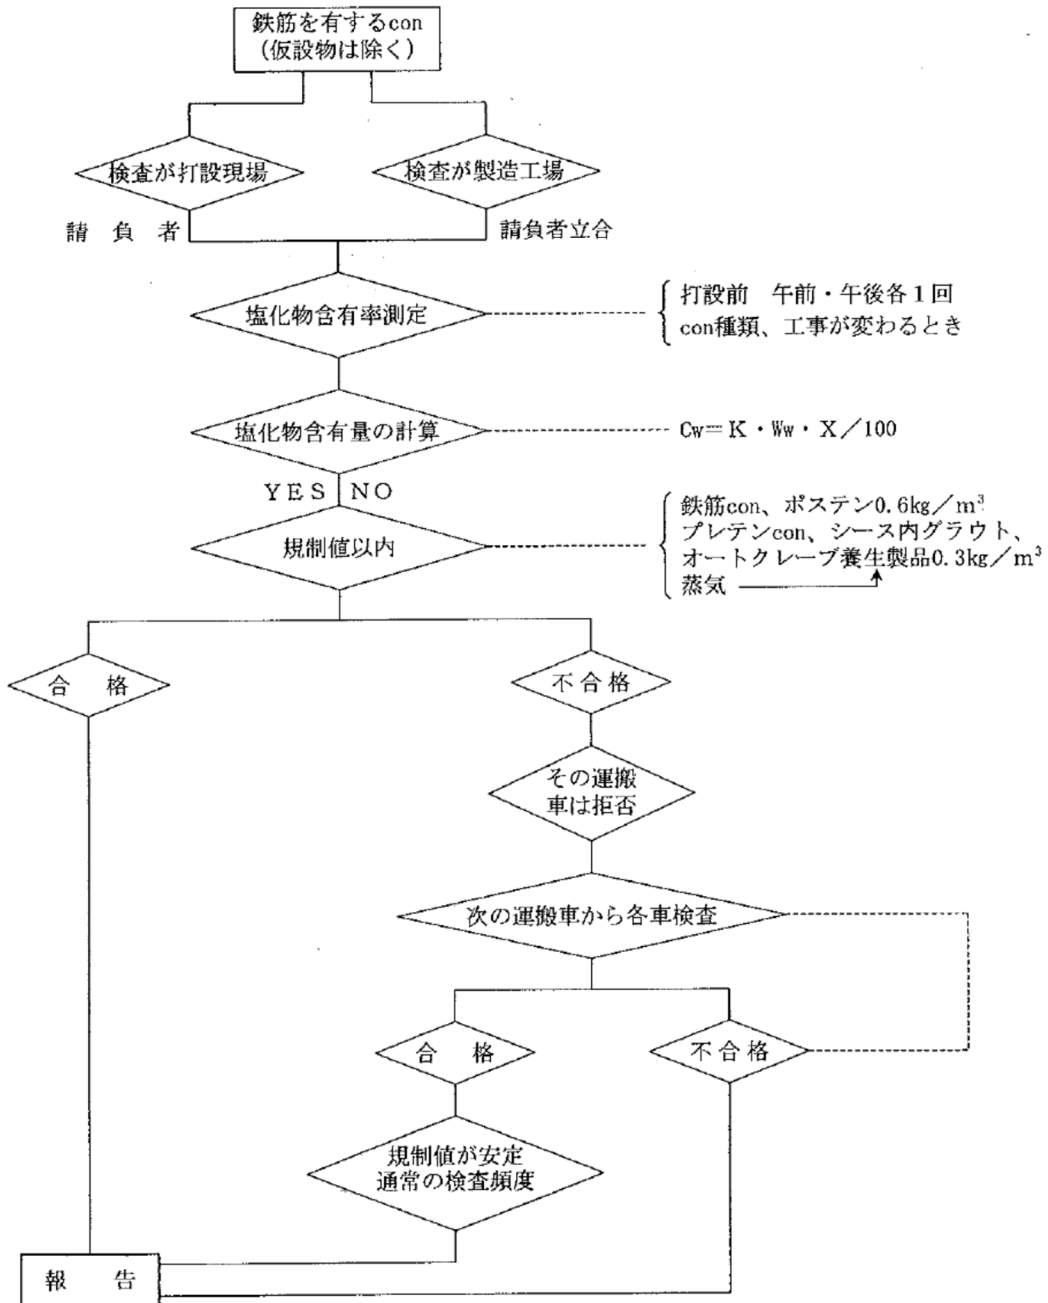 鉄筋を有するcon
（仮設物は除く）
検査が打設現場
検査が製造工場
請　負　者
請負者立合
塩化物含有率測定
打設前　午前・午後各１回
con種類、工事が変わるとき
塩化物含有量の計算
Cw＝Ｋ・Ww・Ｘ／100
ＹＥＳ
ＮＯ
規制値以内
鉄筋con、ポステン0.6kg／m³
プレテンcon、シース内グラウト、
オートクレーブ養生製品0.3kg／m³
蒸気
合　格
不合格
その運搬
車は拒否
次の運搬車から各車検査
合　格
不合格
規制値が安定
通常の検査頻度
報　告